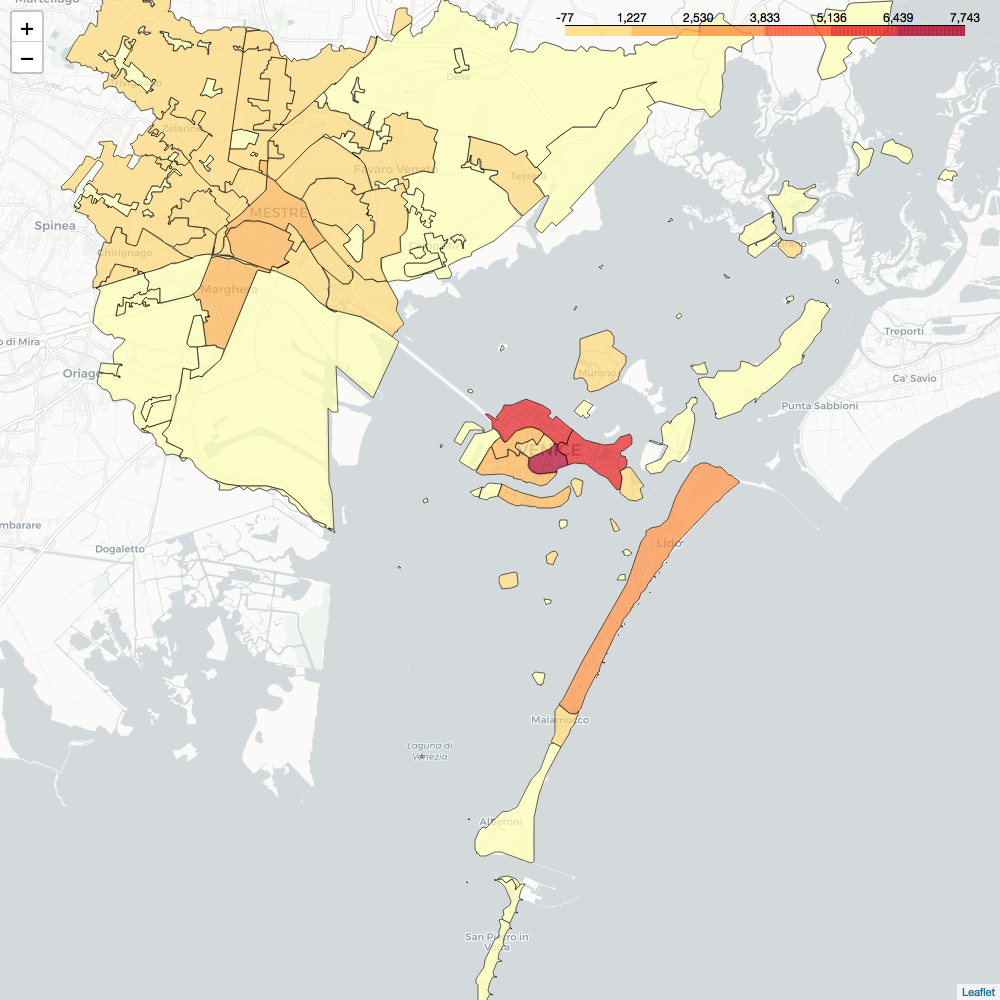 Martellago
+
−
-77 1,227 2,530 3,833 5,136 6,439 7,743
Dese
Zelarino
Favaro Veneto
Tessera
MESTRE
Spinea
Chirignago
Burano
Marghera
Treporti
o di Mira
Oriago
Murano
Ca' Savio
Punta Sabbioni
VENICE
mbarare
Dogaletto
Lido
Malamocco
Laguna di
Venezia
Alberoni
San Pietro in
Volta
Leaflet